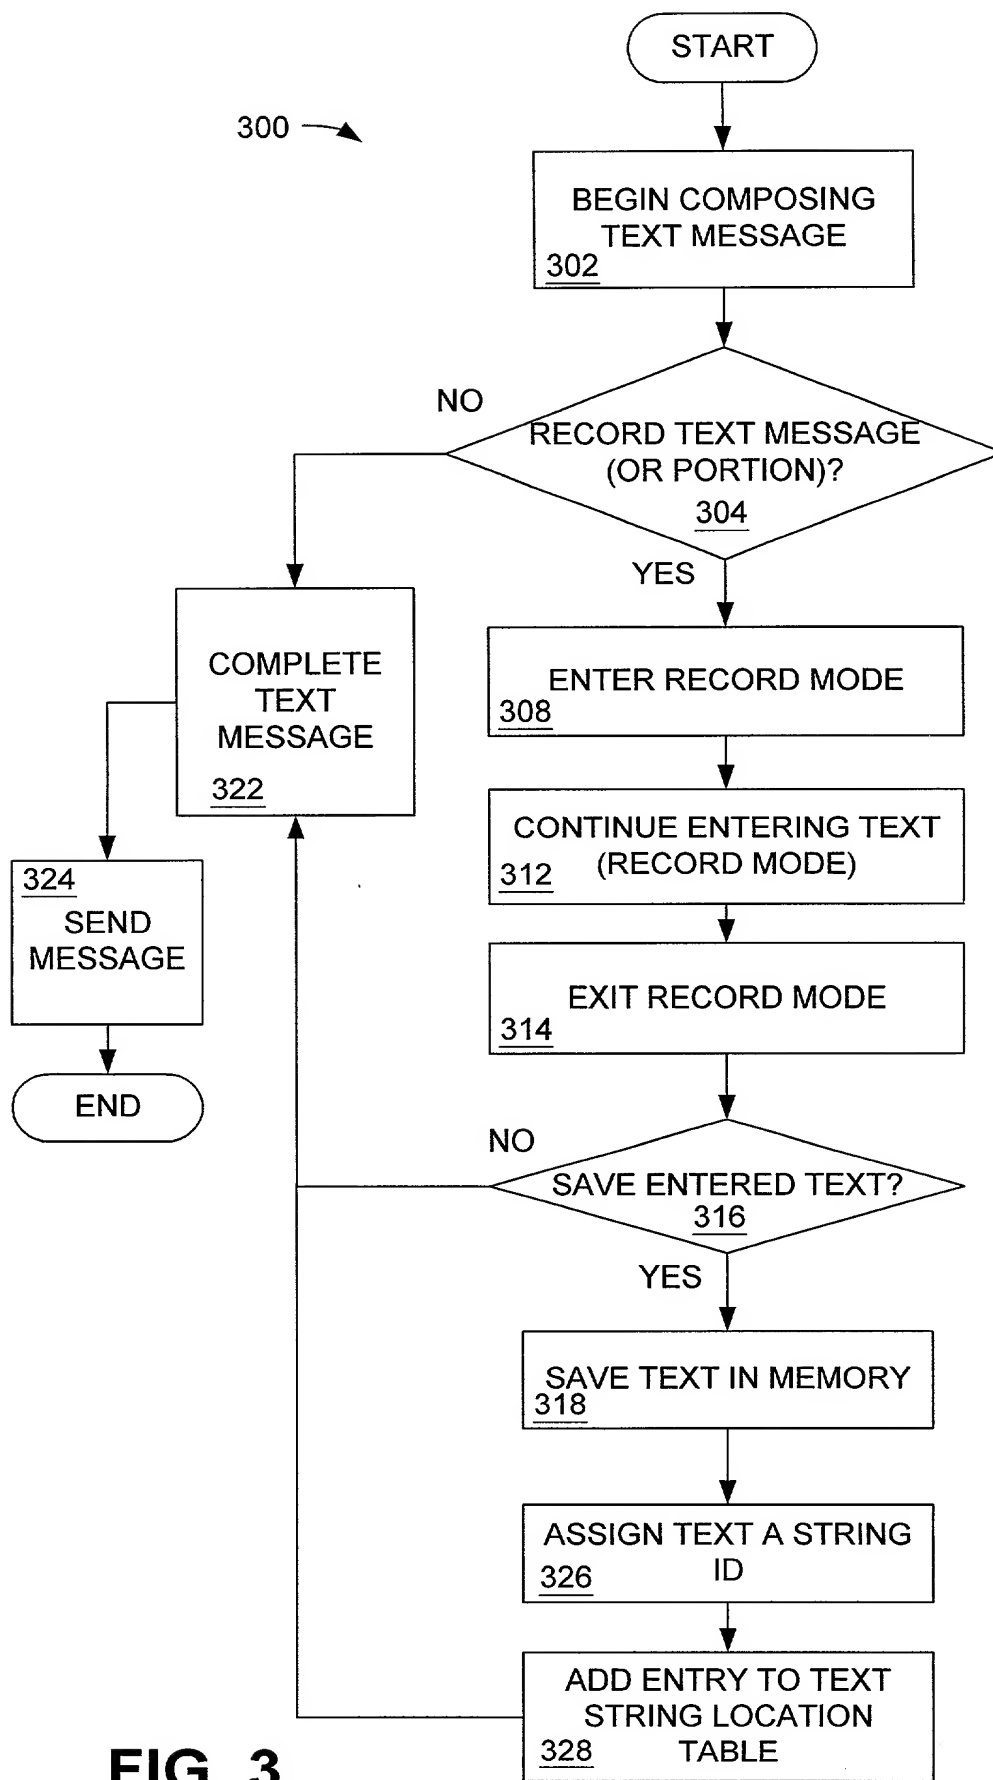 START
300
BEGIN COMPOSING
TEXT MESSAGE
302
NO
RECORD TEXT MESSAGE
(OR PORTION)?
304
YES
ENTER RECORD MODE
308
COMPLETE
TEXT
MESSAGE
322
CONTINUE ENTERING TEXT
(RECORD MODE)
312
324
SEND
MESSAGE
EXIT RECORD MODE
314
END
NO
SAVE ENTERED TEXT?
316
YES
SAVE TEXT IN MEMORY
318
ASSIGN TEXT A STRING
ID
326
ADD ENTRY TO TEXT
STRING LOCATION
TABLE
328
FIG. 3